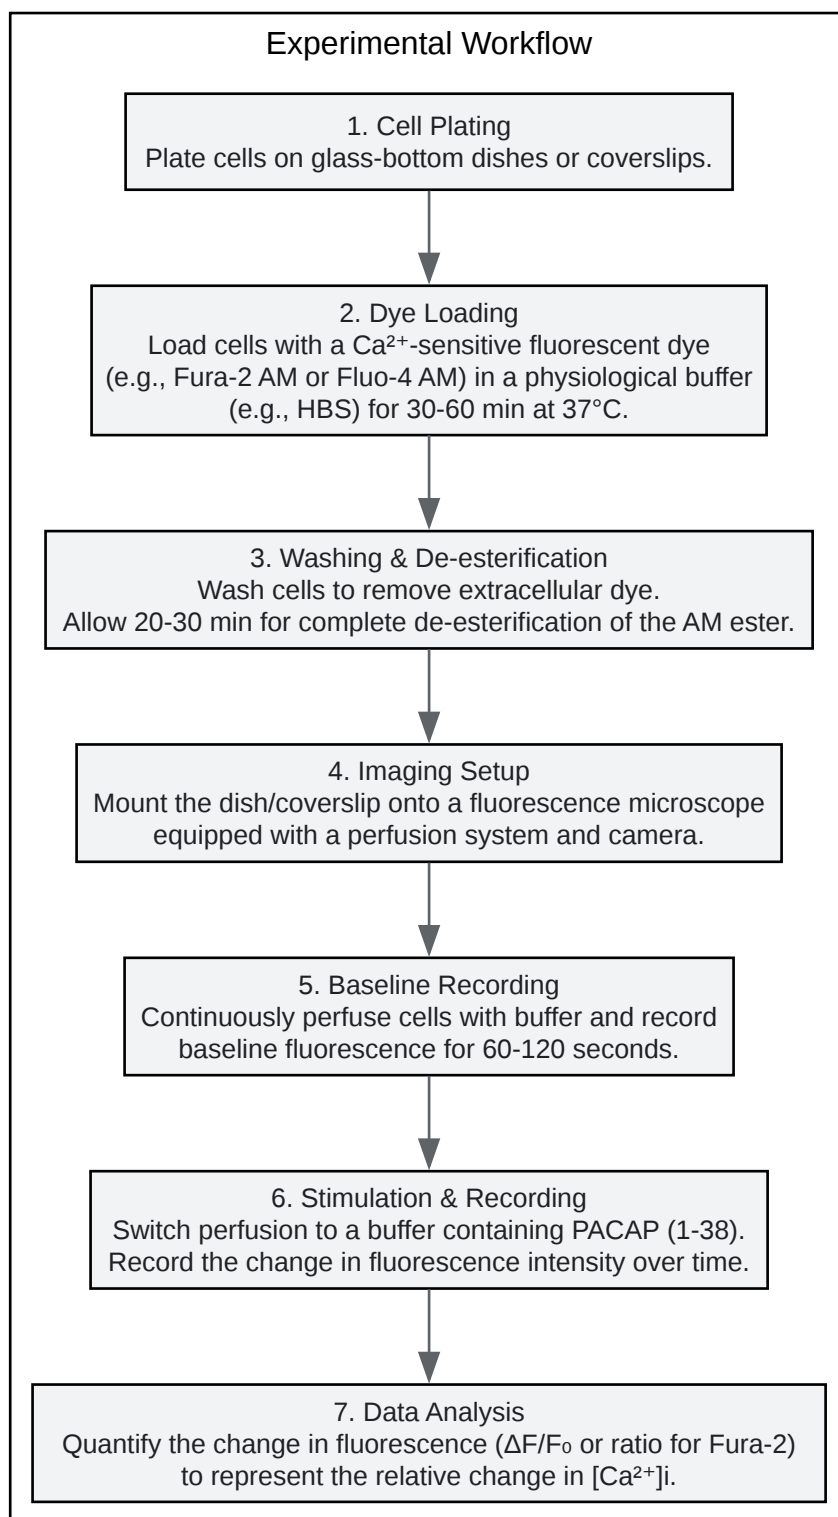 Experimental Workflow
1. Cell Plating
Plate cells on glass-bottom dishes or coverslips.
2. Dye Loading
Load cells with a Ca²⁺-sensitive fluorescent dye
(e.g., Fura-2 AM or Fluo-4 AM) in a physiological buffer
(e.g., HBS) for 30-60 min at 37°C.
3. Washing & De-esterification
Wash cells to remove extracellular dye.
Allow 20-30 min for complete de-esterification of the AM ester.
4. Imaging Setup
Mount the dish/coverslip onto a fluorescence microscope
equipped with a perfusion system and camera.
5. Baseline Recording
Continuously perfuse cells with buffer and record
baseline fluorescence for 60-120 seconds.
6. Stimulation & Recording
Switch perfusion to a buffer containing PACAP (1-38).
Record the change in fluorescence intensity over time.
7. Data Analysis
Quantify the change in fluorescence (ΔF/F₀ or ratio for Fura-2)
to represent the relative change in [Ca²⁺]i.